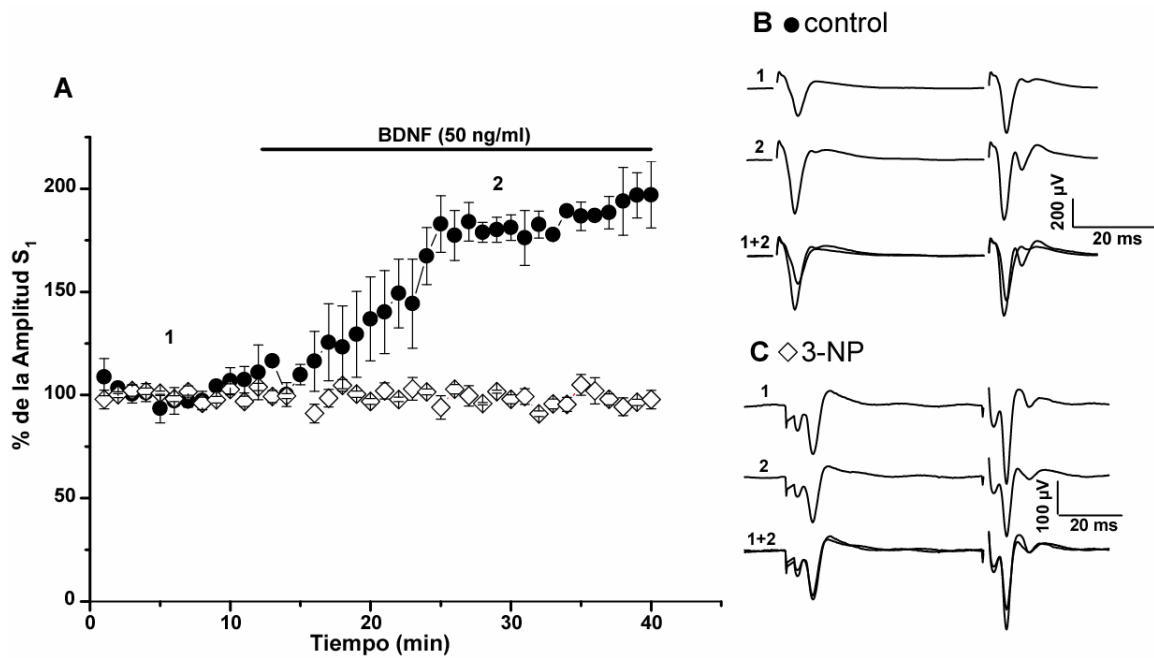 A
BDNF (50 ng/ml)
1
2
% de la Amplitud S1
200
150
100
50
0
0 10 20 30 40
Tiempo (min)
B control
1
2
1+2
200 µV
20 ms
C 3-NP
1
2
1+2
100 µV
20 ms